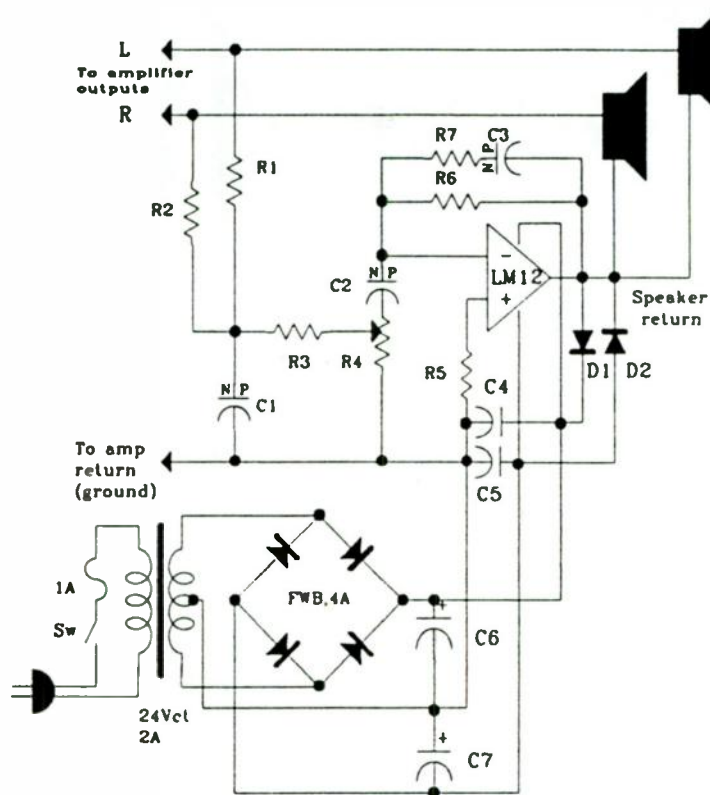 L
To amplifier
outputs
R
R1
R2
R7
C3
N P
R6
N P
C2
-
LM12
+
Speaker
return
R3
R4
R5
C4
D1
D2
N P
C1
To amp
return
(ground)
C5
1A
FWB,4A
Sw
+
C6
24Vct
2A
+
C7